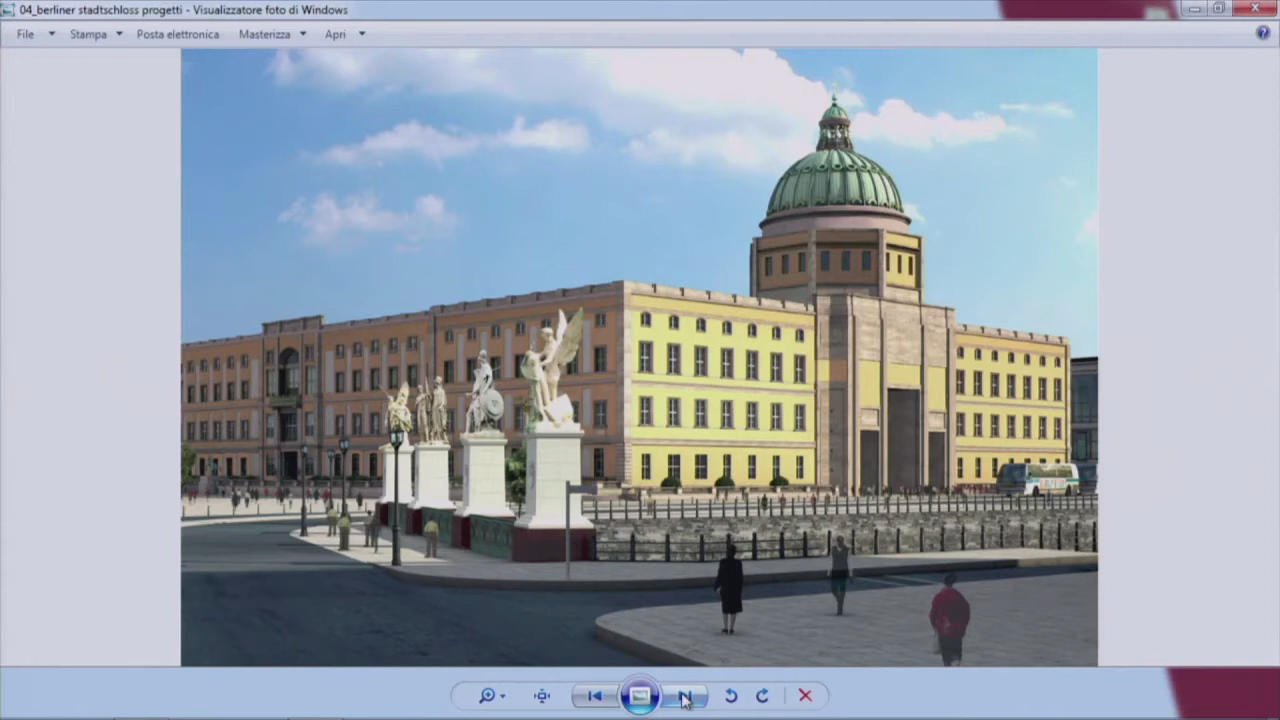 04_berliner stadtschloss progetti - Visualizzatore foto di Windows
File Stampa Posta elettronica Masterizza Apri